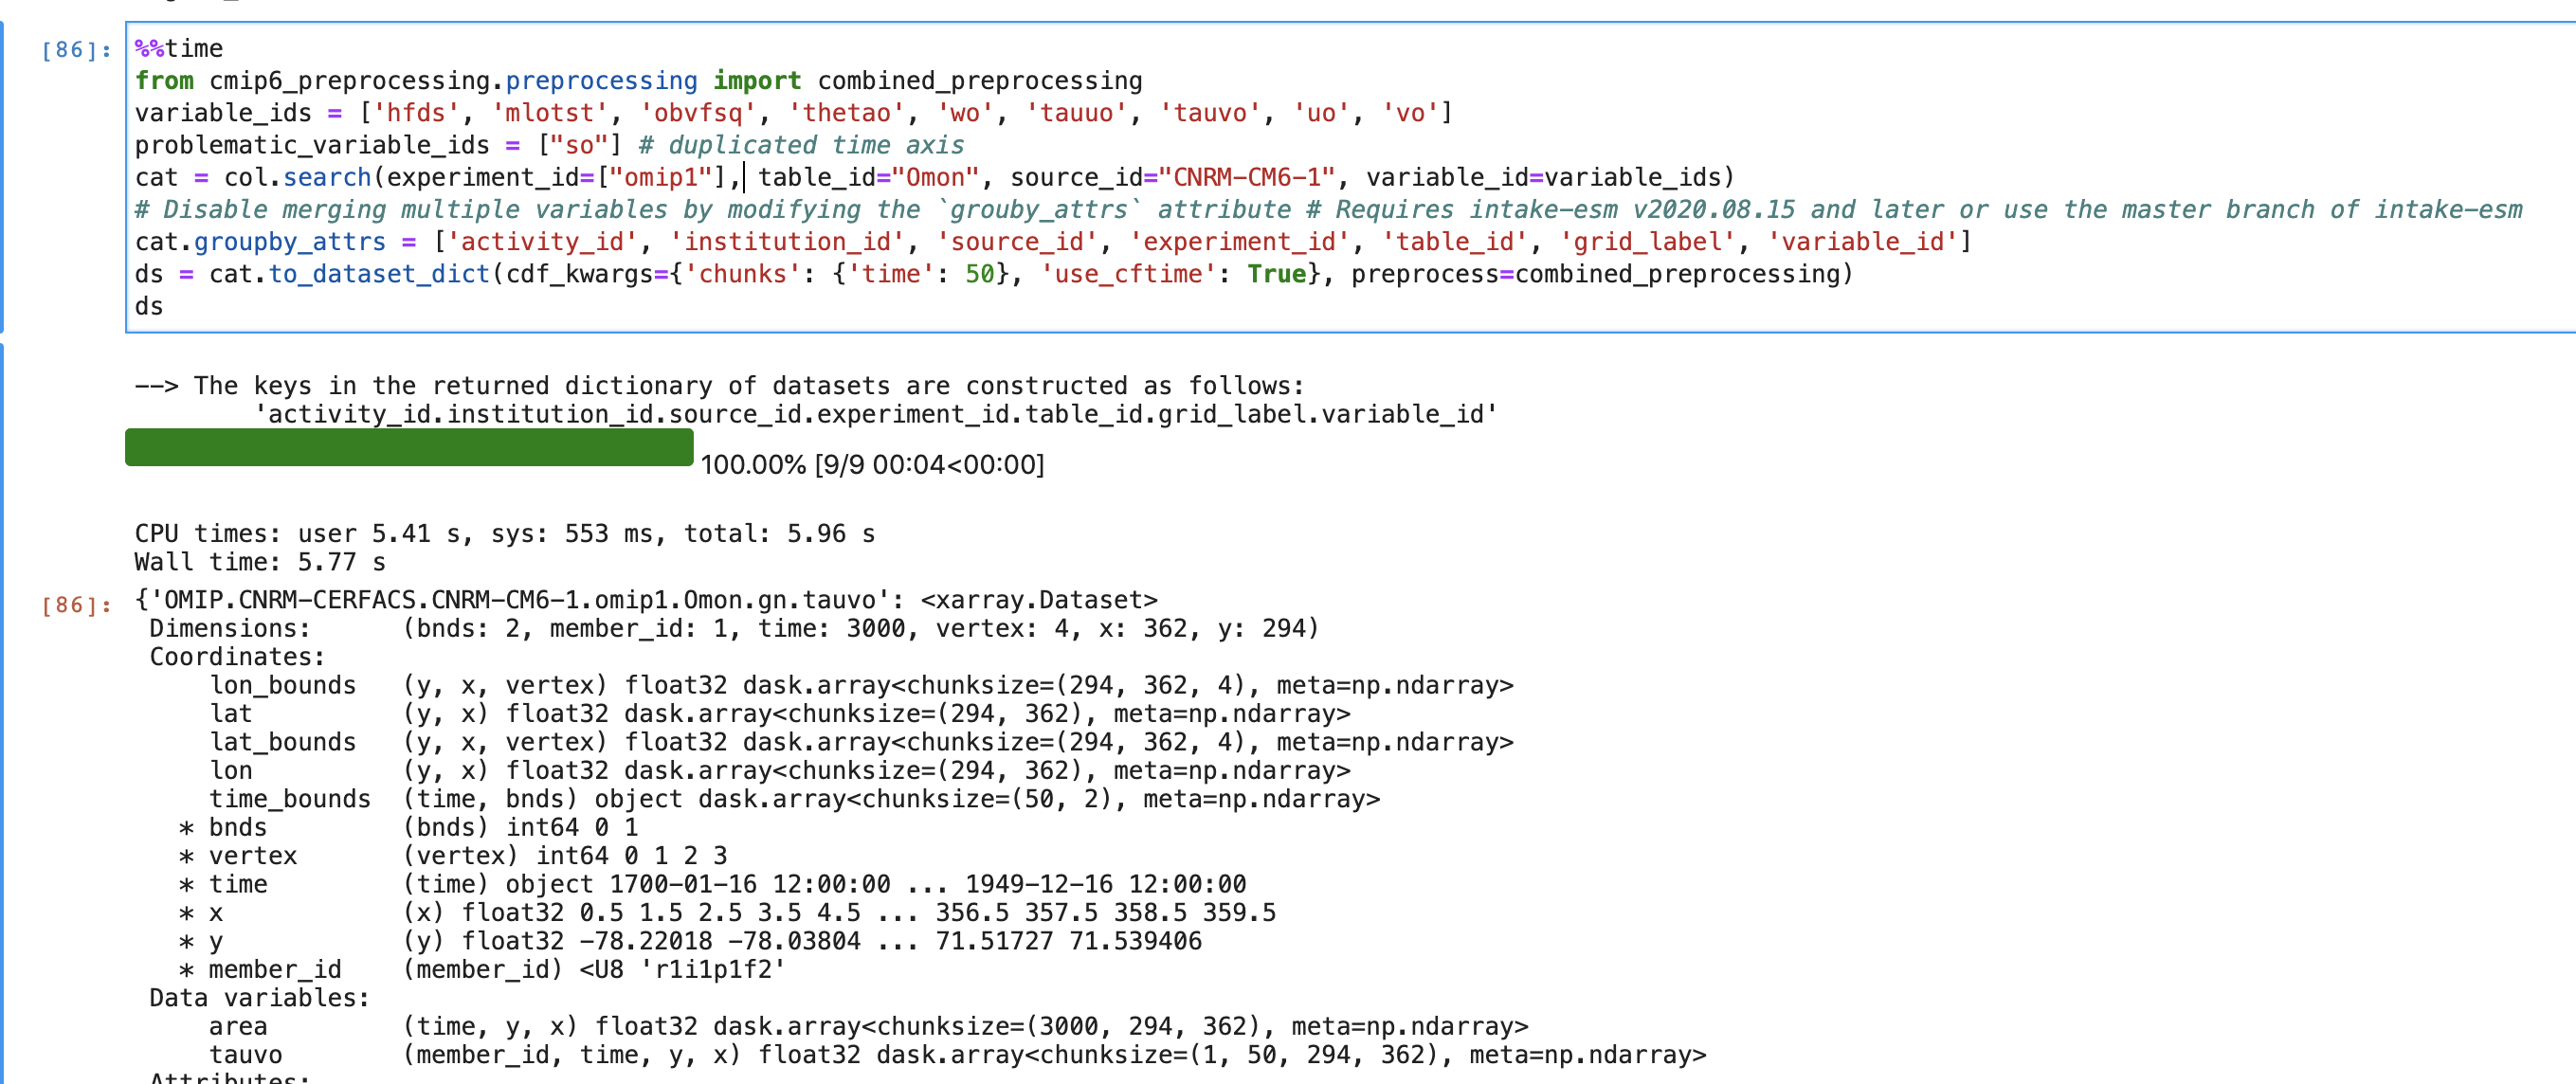 [86]: %%time
from cmip6_preprocessing.preprocessing import combined_preprocessing
variable_ids = ['hfds', 'mlotst', 'obvfsq', 'thetao', 'wo', 'tauuo', 'tauvo', 'uo', 'vo']
problematic_variable_ids = ["so"] # duplicated time axis
cat = col.search(experiment_id=["omip1"], table_id="Omon", source_id="CNRM-CM6-1", variable_id=variable_ids)
# Disable merging multiple variables by modifying the `grouby_attrs` attribute # Requires intake-esm v2020.08.15 and later or use the master branch of intake-esm
cat.groupby_attrs = ['activity_id', 'institution_id', 'source_id', 'experiment_id', 'table_id', 'grid_label', 'variable_id']
ds = cat.to_dataset_dict(cdf_kwargs={'chunks': {'time': 50}, 'use_cftime': True}, preprocess=combined_preprocessing)
ds
--> The keys in the returned dictionary of datasets are constructed as follows:
'activity_id.institution_id.source_id.experiment_id.table_id.grid_label.variable_id'
100.00% [9/9 00:04<00:00]
CPU times: user 5.41 s, sys: 553 ms, total: 5.96 s
Wall time: 5.77 s
[86]: {'OMIP.CNRM-CERFACS.CNRM-CM6-1.omip1.Omon.gn.tauvo': <xarray.Dataset>
Dimensions: (bnds: 2, member_id: 1, time: 3000, vertex: 4, x: 362, y: 294)
Coordinates:
lon_bounds (y, x, vertex) float32 dask.array<chunksize=(294, 362, 4), meta=np.ndarray>
lat (y, x) float32 dask.array<chunksize=(294, 362), meta=np.ndarray>
lat_bounds (y, x, vertex) float32 dask.array<chunksize=(294, 362, 4), meta=np.ndarray>
lon (y, x) float32 dask.array<chunksize=(294, 362), meta=np.ndarray>
time_bounds (time, bnds) object dask.array<chunksize=(50, 2), meta=np.ndarray>
* bnds (bnds) int64 0 1
* vertex (vertex) int64 0 1 2 3
* time (time) object 1700-01-16 12:00:00 ... 1949-12-16 12:00:00
* x (x) float32 0.5 1.5 2.5 3.5 4.5 ... 356.5 357.5 358.5 359.5
* y (y) float32 -78.22018 -78.03804 ... 71.51727 71.539406
* member_id (member_id) <U8 'r1i1p1f2'
Data variables:
area (time, y, x) float32 dask.array<chunksize=(3000, 294, 362), meta=np.ndarray>
tauvo (member_id, time, y, x) float32 dask.array<chunksize=(1, 50, 294, 362), meta=np.ndarray>
Attributes: